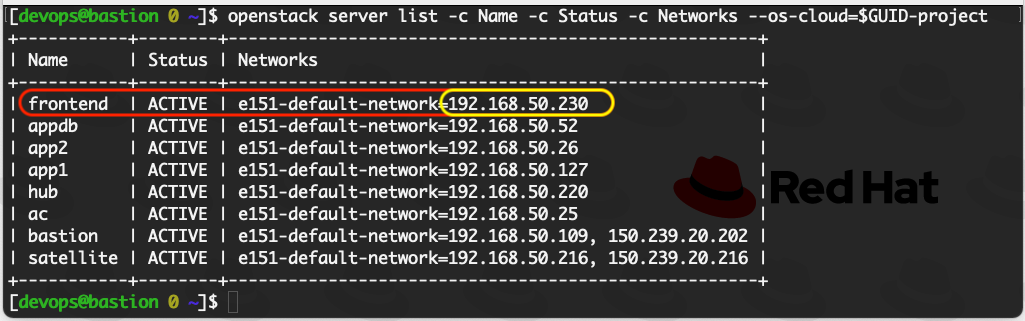 [devops@bastion 0 ~]$ openstack server list -c Name -c Status -c Networks --os-cloud=$GUID-project
+-----------+--------+---------------------------------------------------+
| Name      | Status | Networks                                          |
+-----------+--------+---------------------------------------------------+
| frontend  | ACTIVE | e151-default-network=192.168.50.230               |
| appdb     | ACTIVE | e151-default-network=192.168.50.52                |
| app2      | ACTIVE | e151-default-network=192.168.50.26                |
| app1      | ACTIVE | e151-default-network=192.168.50.127               |
| hub       | ACTIVE | e151-default-network=192.168.50.220               |
| ac        | ACTIVE | e151-default-network=192.168.50.25                |
| bastion   | ACTIVE | e151-default-network=192.168.50.109, 150.239.20.202 |
| satellite | ACTIVE | e151-default-network=192.168.50.216, 150.239.20.216 |
+-----------+--------+---------------------------------------------------+
[devops@bastion 0 ~]$
Red Hat